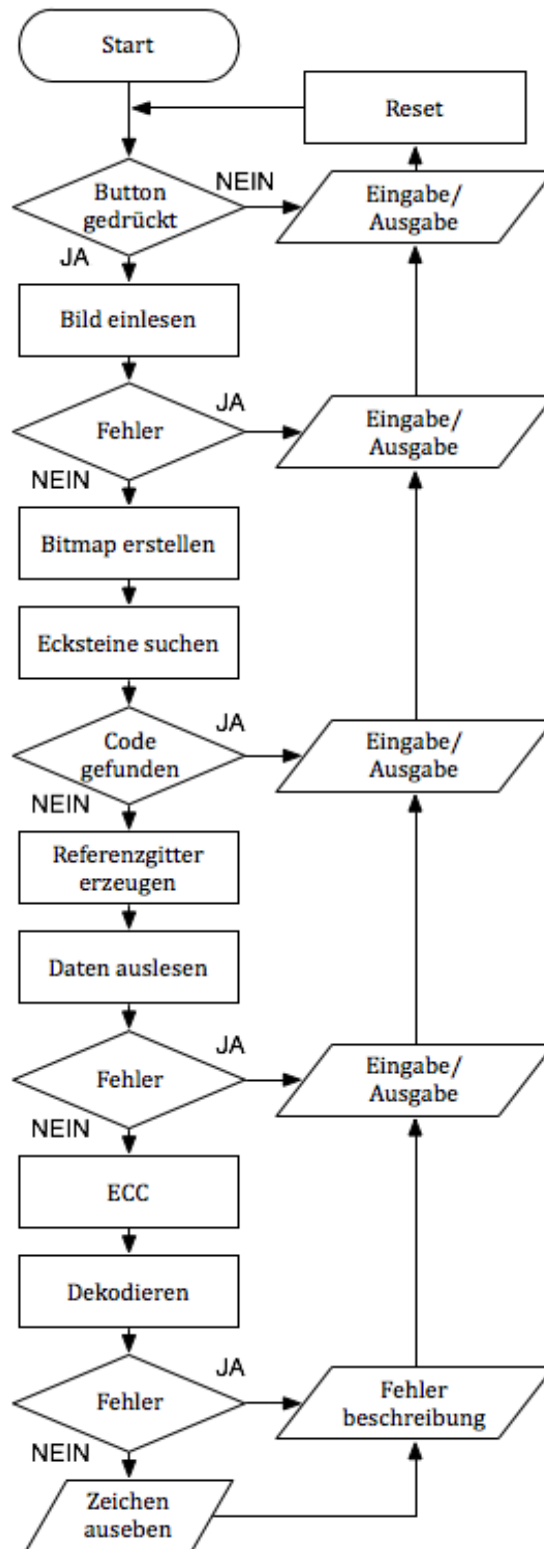 Start
Reset
Button
gedrückt
NEIN
Eingabe/
Ausgabe
JA
Bild einlesen
Fehler
JA
Eingabe/
Ausgabe
NEIN
Bitmap erstellen
Ecksteine suchen
Code
gefunden
JA
Eingabe/
Ausgabe
NEIN
Referenzgitter
erzeugen
Daten auslesen
Fehler
JA
Eingabe/
Ausgabe
NEIN
ECC
Dekodieren
Fehler
JA
Fehler
beschreibung
NEIN
Zeichen
auseben